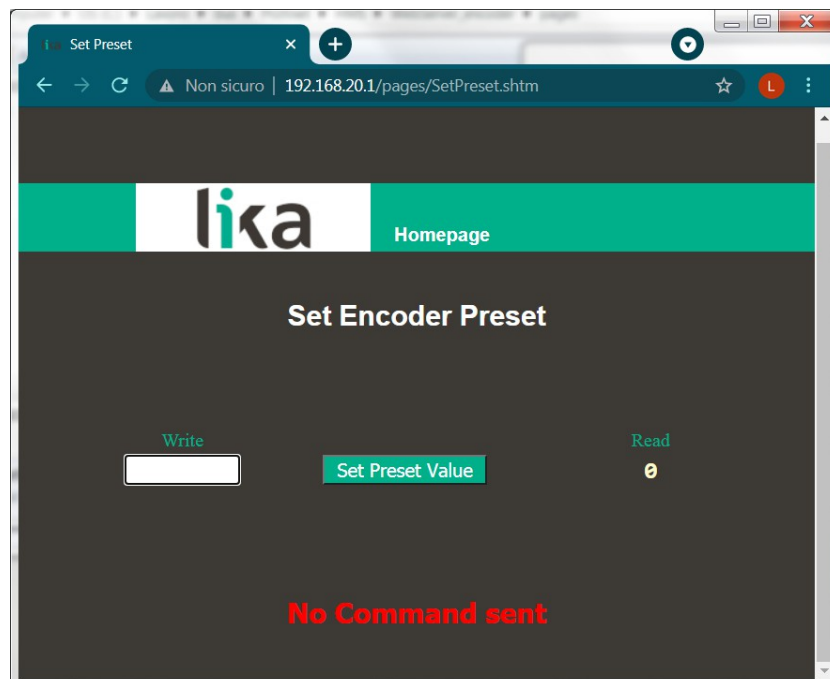 Set Preset
Non sicuro | 192.168.20.1/pages/SetPreset.shtm
L
lika
Homepage
Set Encoder Preset
Write
Read
Set Preset Value
0
No Command sent